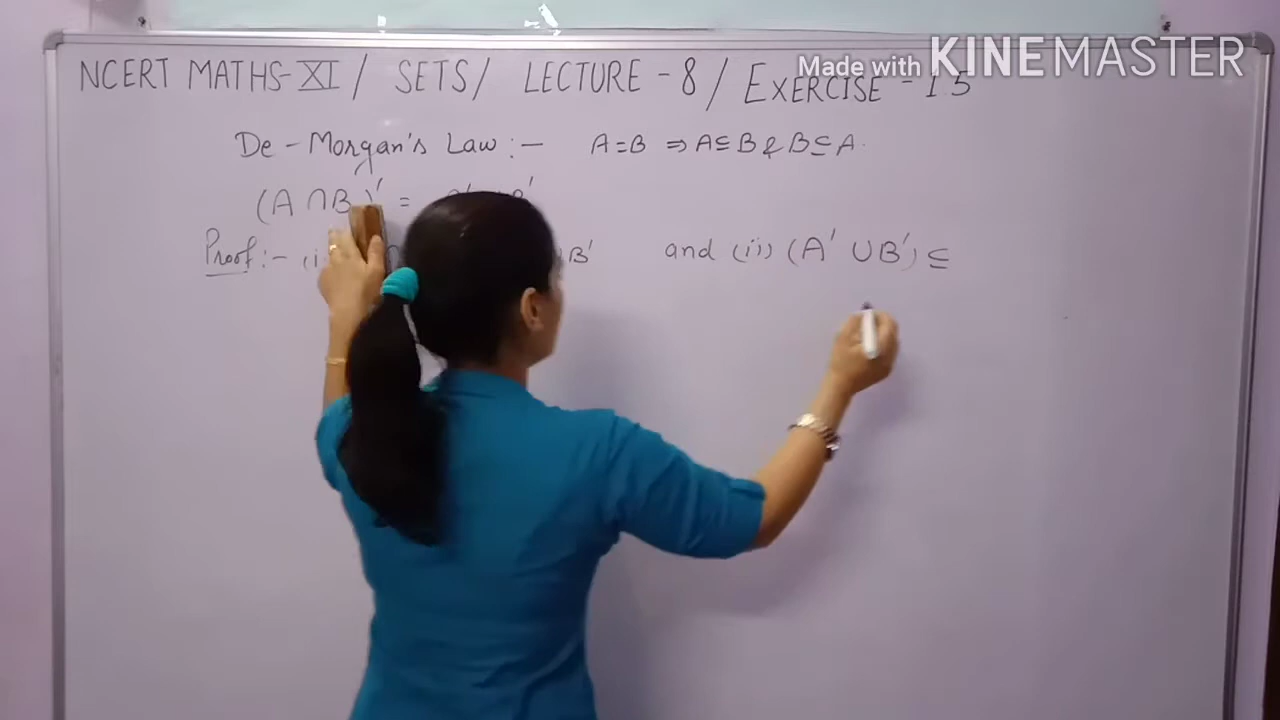 Made with KINEMASTER
NCERT MATHS-XI / SETS / LECTURE - 8 / EXERCISE - 1.5
De - Morgan's Law :- A = B ⇒ A ⊆ B & B ⊆ A.
(A ∩ B)' = B'
Proof :- (i) B' and (ii) (A' ∪ B') ⊆